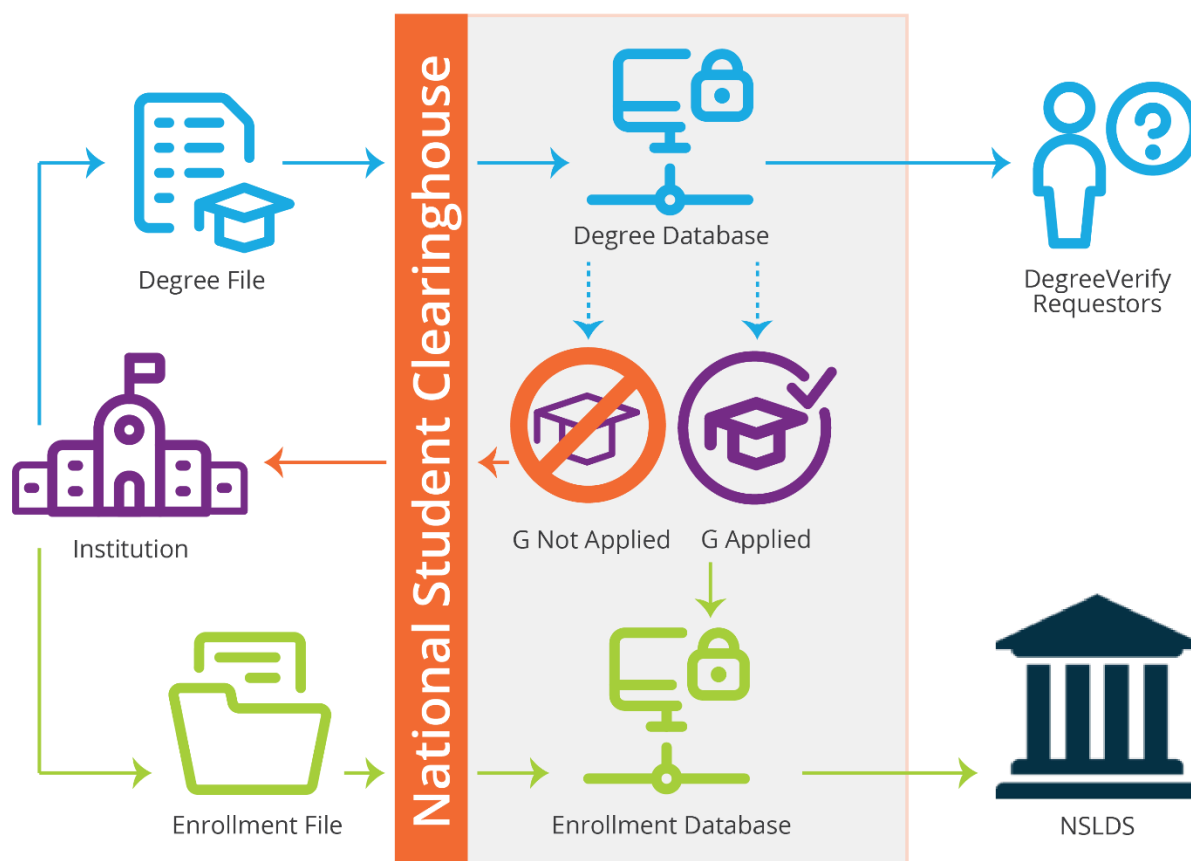 National Student Clearinghouse
Degree File
Degree Database
DegreeVerify
Requestors
?
Institution
G Not Applied
G Applied
Enrollment File
Enrollment Database
NSLDS